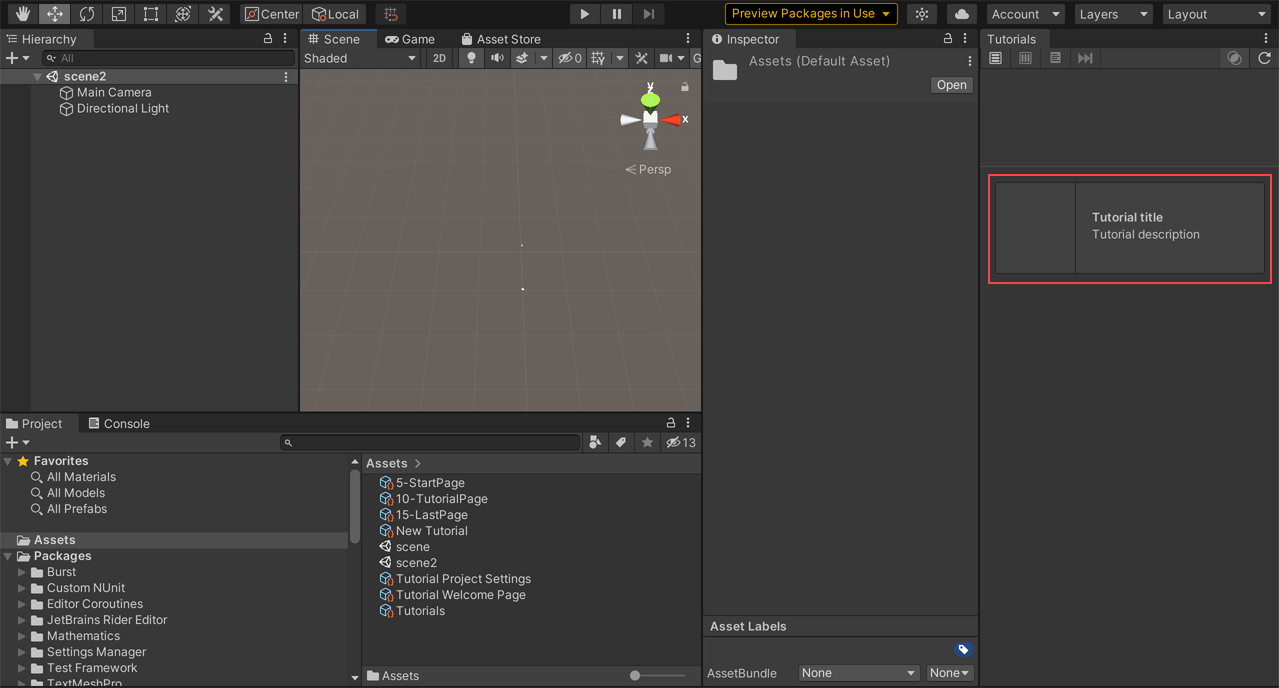 Center
Local
Preview Packages in Use
Account
Layers
Layout
Hierarchy
All
scene2
Main Camera
Directional Light
Scene
Game
Asset Store
Shaded
2D
0
G
y
x
Persp
Inspector
Assets (Default Asset)
Open
Asset Labels
AssetBundle
None
None
Tutorials
Tutorial title
Tutorial description
Project
Console
13
Favorites
All Materials
All Models
All Prefabs
Assets
Packages
Burst
Custom NUnit
Editor Coroutines
JetBrains Rider Editor
Mathematics
Settings Manager
Test Framework
TextMeshPro
Assets >
5-StartPage
10-TutorialPage
15-LastPage
New Tutorial
scene
scene2
Tutorial Project Settings
Tutorial Welcome Page
Tutorials
Assets